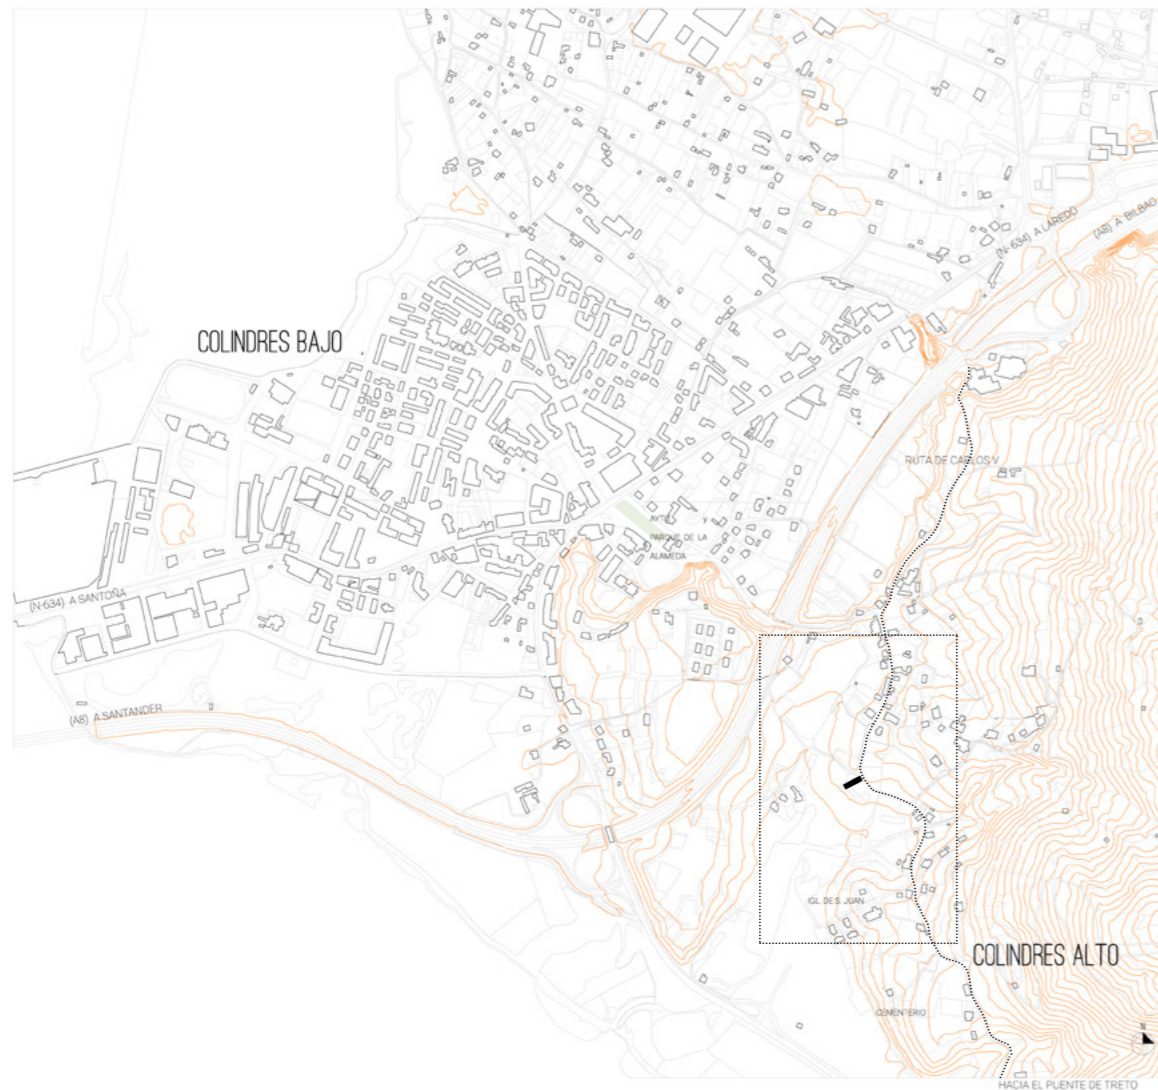 (N-634) A LAREDO
(A8) A BILBAO
COLINDRES BAJO
RUTA DE CARLOS V
AYTO.
PARQUE DE LA
ALAMEDA
(N-634) A SANTOÑA
(A8) A SANTANDER
IGL. DE S. JUAN
COLINDRES ALTO
CEMENTERIO
N
HACIA EL PUENTE DE TRETO